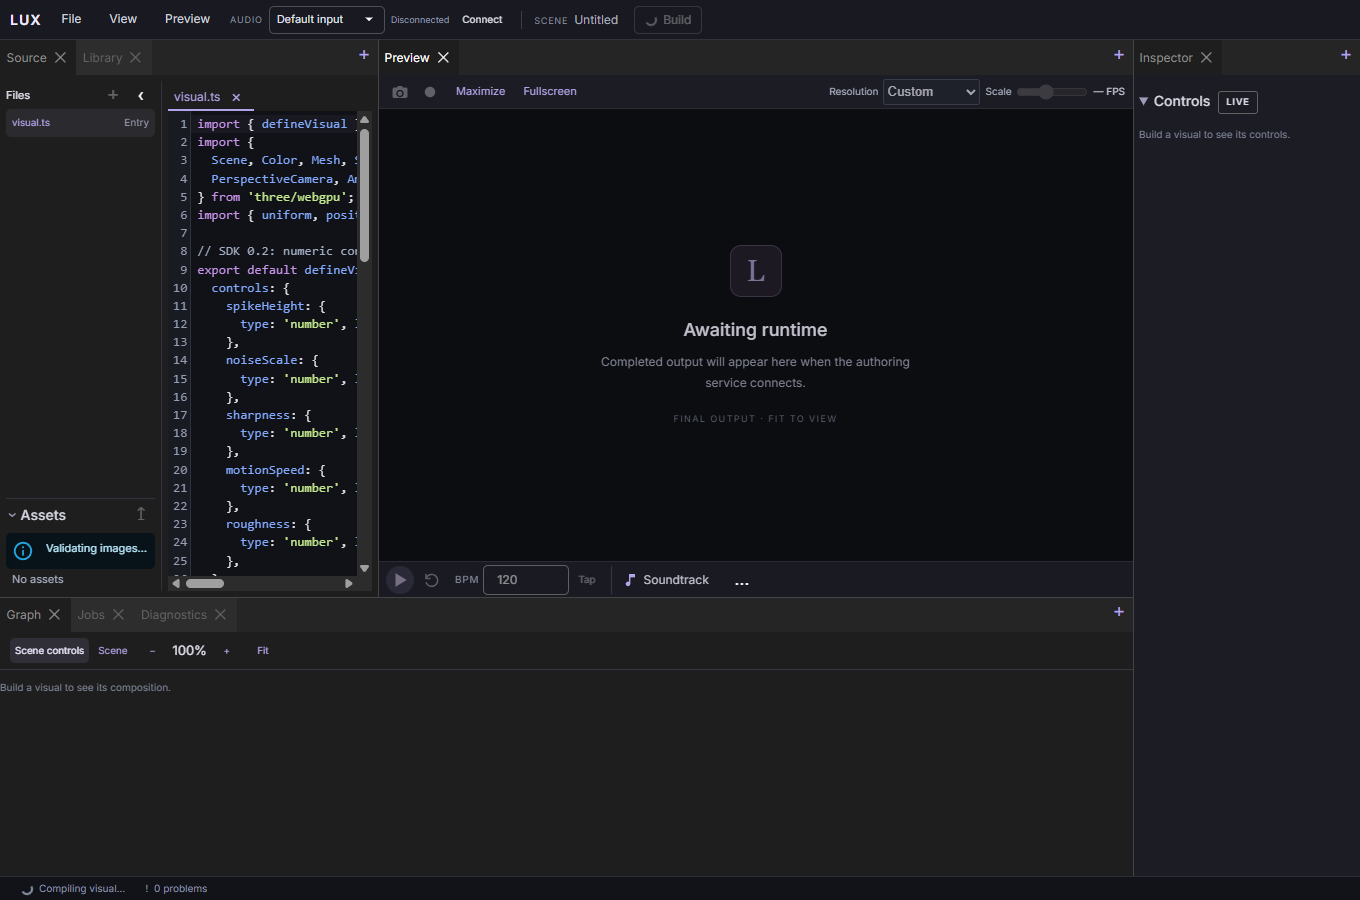 LUX File View Preview AUDIO Default input Disconnected Connect SCENE Untitled Build
Source Library
Files
visual.ts Entry
visual.ts
1 import { defineVisual
2 import {
3 Scene, Color, Mesh,
4 PerspectiveCamera,
5 } from 'three/webgpu';
6 import { uniform,
7
8 // SDK 0.2: numeric
9 export default
10 controls: {
11 spikeHeight: {
12 type: 'number',
13 },
14 noiseScale: {
15 type: 'number',
16 },
17 sharpness: {
18 type: 'number',
19 },
20 motionSpeed: {
21 type: 'number',
22 },
23 roughness: {
24 type: 'number',
25 },
Assets
Validating images...
No assets
Preview
Maximize Fullscreen Resolution Custom Scale — FPS
L
Awaiting runtime
Completed output will appear here when the authoring
service connects.
FINAL OUTPUT · FIT TO VIEW
BPM 120 Tap Soundtrack ...
Inspector
Controls LIVE
Build a visual to see its controls.
Graph Jobs Diagnostics
Scene controls Scene − 100% + Fit
Build a visual to see its composition.
Compiling visual... ! 0 problems